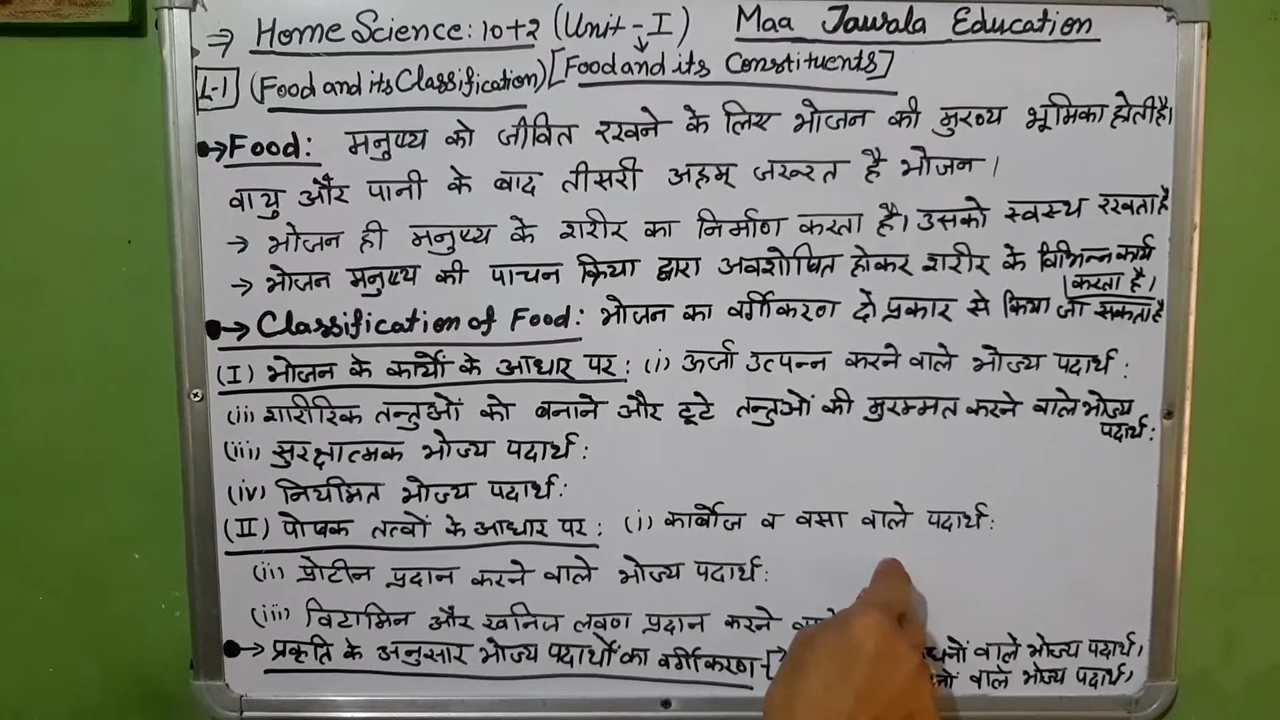 ⇒ Home Science: 10+2 (Unit-I) Maa Jawala Education
L-1 (Food and its Classification) [Food and its Constituents]
●→ Food: मनुष्य को जीवित रखने के लिए भोजन की मुख्य भूमिका होती है।
वायु और पानी के बाद तीसरी अहम् जरूरत है भोजन।
→ भोजन ही मनुष्य के शरीर का निर्माण करता है। उसको स्वस्थ रखता है
→ भोजन मनुष्य की पाचन क्रिया द्वारा अवशोषित होकर शरीर के विभिन्न कार्य
करता है।
●→ Classification of Food: भोजन का वर्गीकरण दो प्रकार से किया जा सकता है
(I) भोजन के कार्यों के आधार पर: (i) ऊर्जा उत्पन्न करने वाले भोज्य पदार्थ:
(ii) शारीरिक तन्तुओं को बनाने और टूटे तन्तुओं की मुरम्मत करने वाले भोज्य
पदार्थ:
(iii) सुरक्षात्मक भोज्य पदार्थ:
(iv) नियमित भोज्य पदार्थ:
(II) पोषक तत्वों के आधार पर: (i) कार्बोज व वसा वाले पदार्थ:
(ii) प्रोटीन प्रदान करने वाले भोज्य पदार्थ:
(iii) विटामिन और खनिज लवण प्रदान करने
●→ प्रकृति के अनुसार भोज्य पदार्थों का वर्गीकरण-[ वाले भोज्य पदार्थ,
वाले भोज्य पदार्थ,